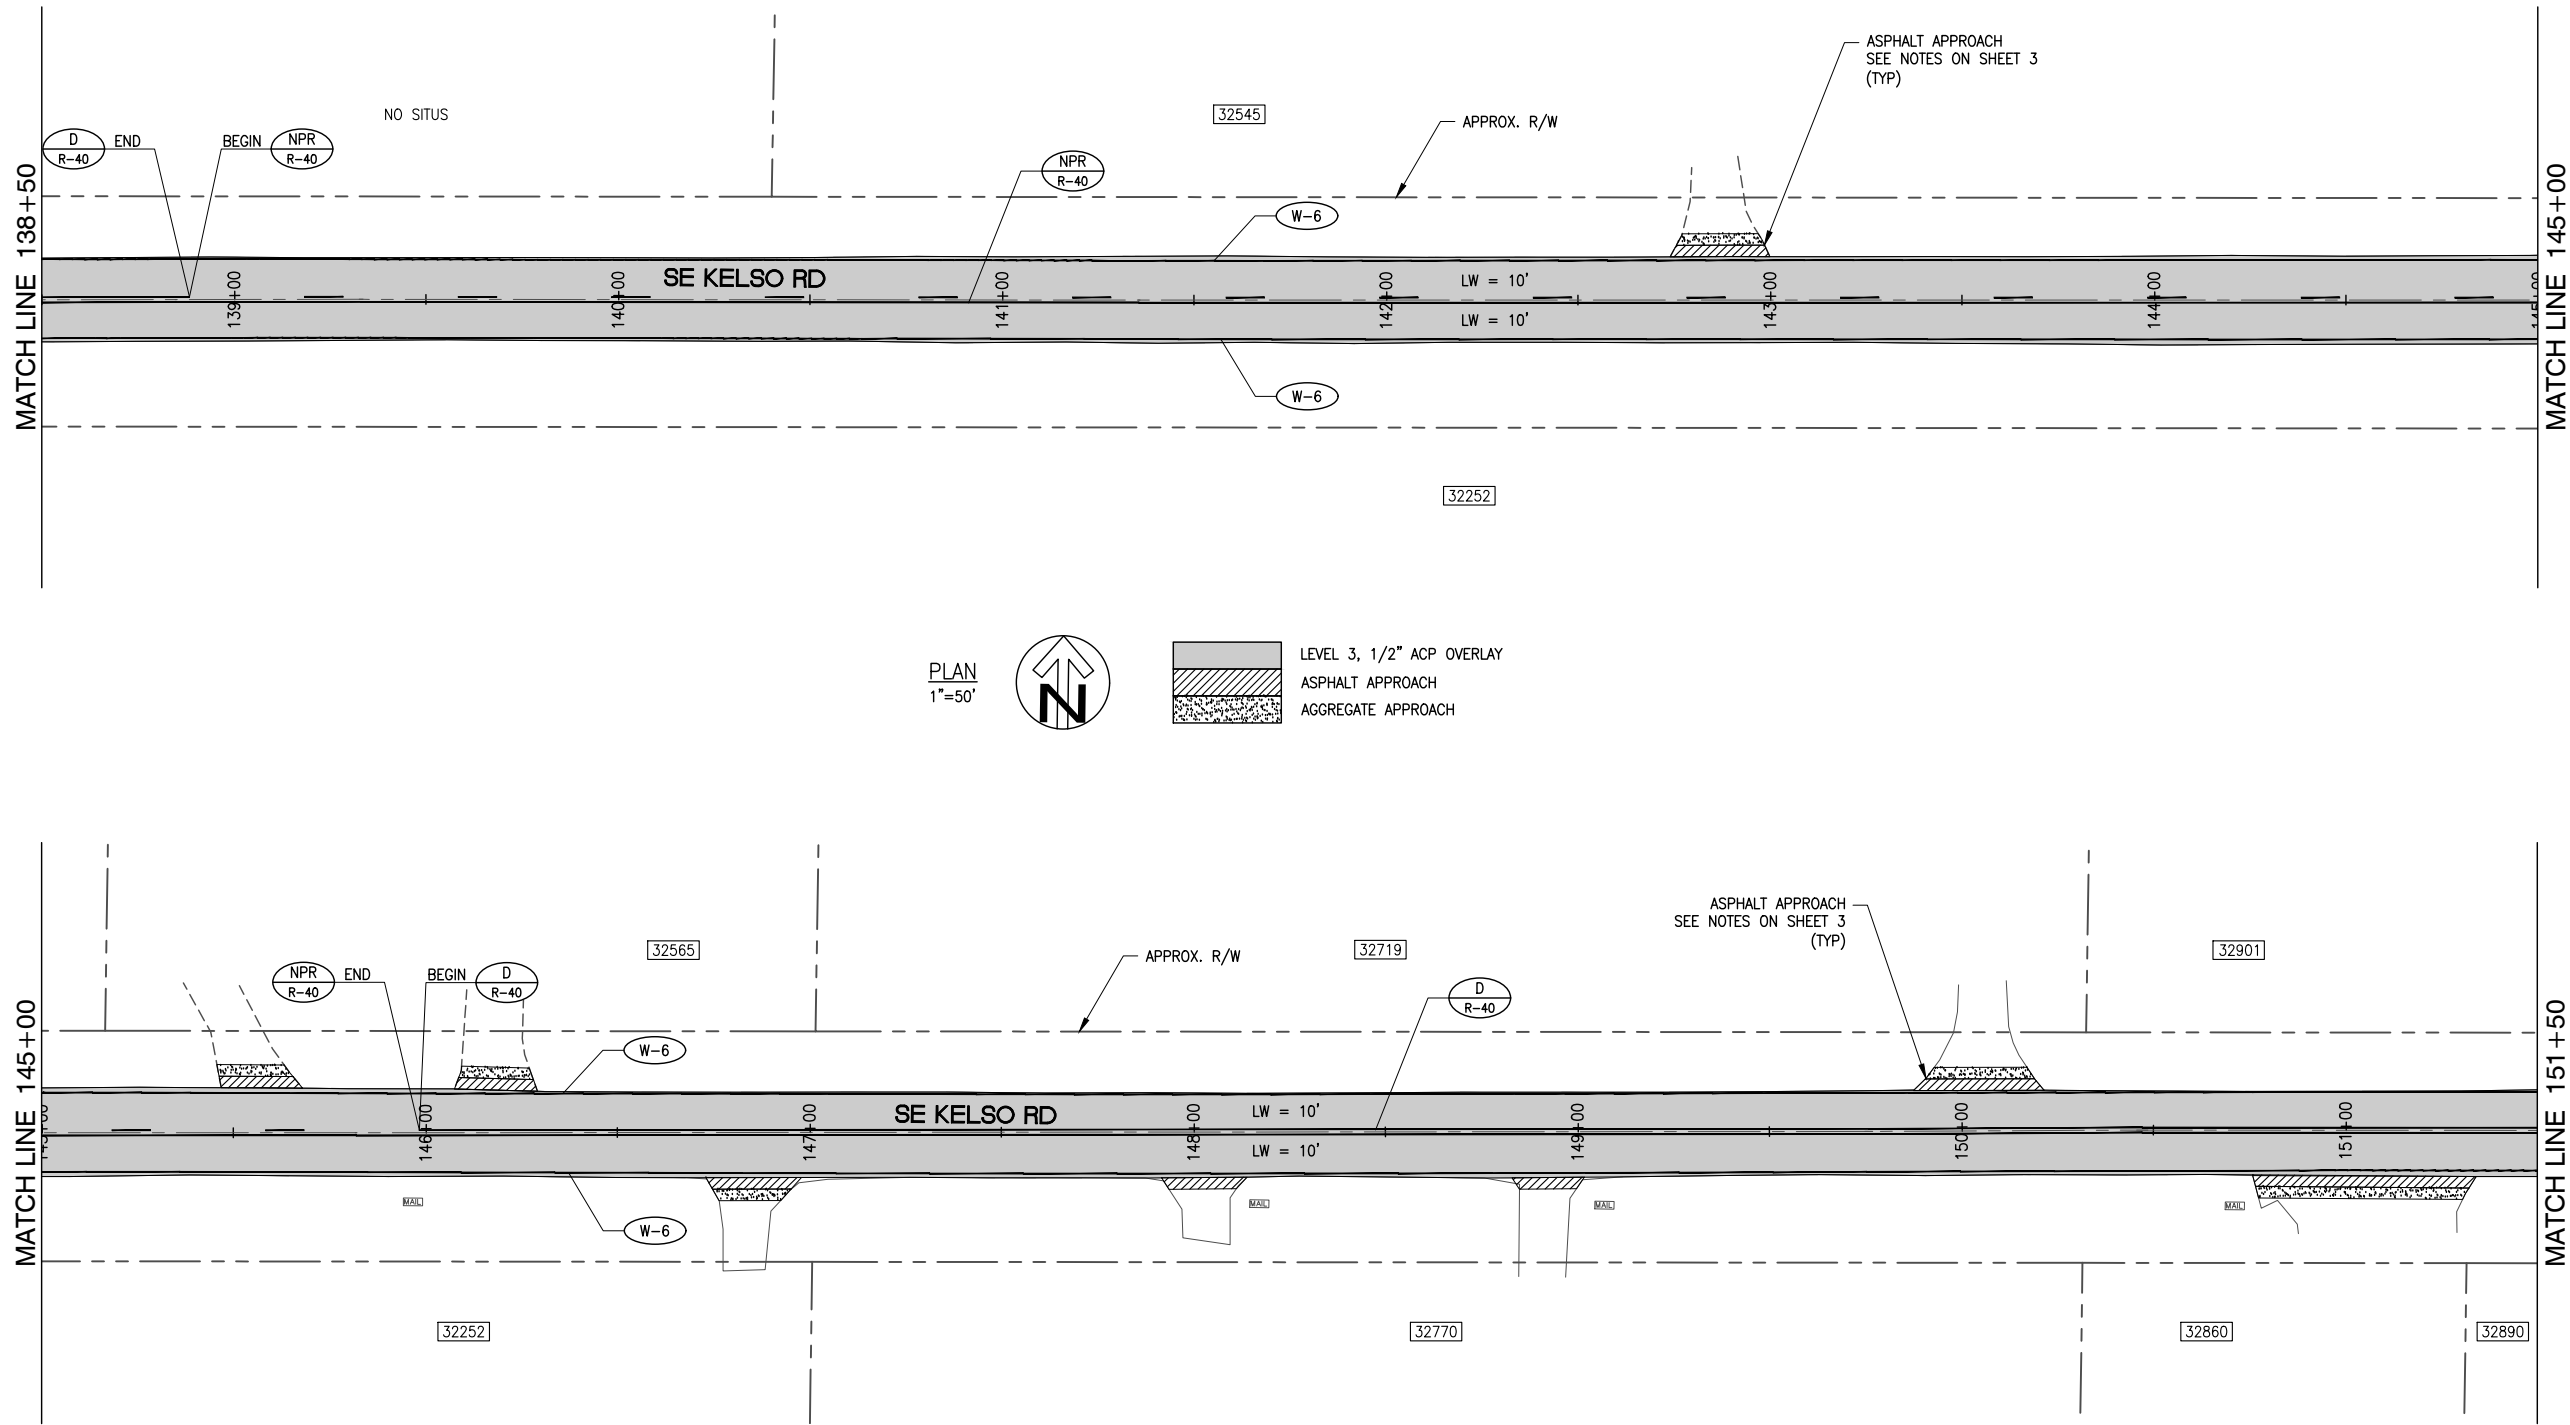 ASPHALT APPROACH
SEE NOTES ON SHEET 3
(TYP)
NO SITUS
32545
APPROX. R/W
D
R-40
END
BEGIN
NPR
R-40
NPR
R-40
W-6
MATCH LINE 138+50
MATCH LINE 145+00
SE KELSO RD
LW = 10'
139+00
140+00
141+00
142+00
143+00
144+00
145+00
LW = 10'
W-6
32252
PLAN
1"=50'
N
LEVEL 3, 1/2" ACP OVERLAY
ASPHALT APPROACH
AGGREGATE APPROACH
ASPHALT APPROACH
SEE NOTES ON SHEET 3
(TYP)
32565
APPROX. R/W
32719
32901
NPR
R-40
END
BEGIN
D
R-40
D
R-40
W-6
MATCH LINE 145+00
MATCH LINE 151+50
SE KELSO RD
LW = 10'
145+00
146+00
147+00
148+00
149+00
150+00
151+00
LW = 10'
MAIL
MAIL
MAIL
MAIL
W-6
32252
32770
32860
32890